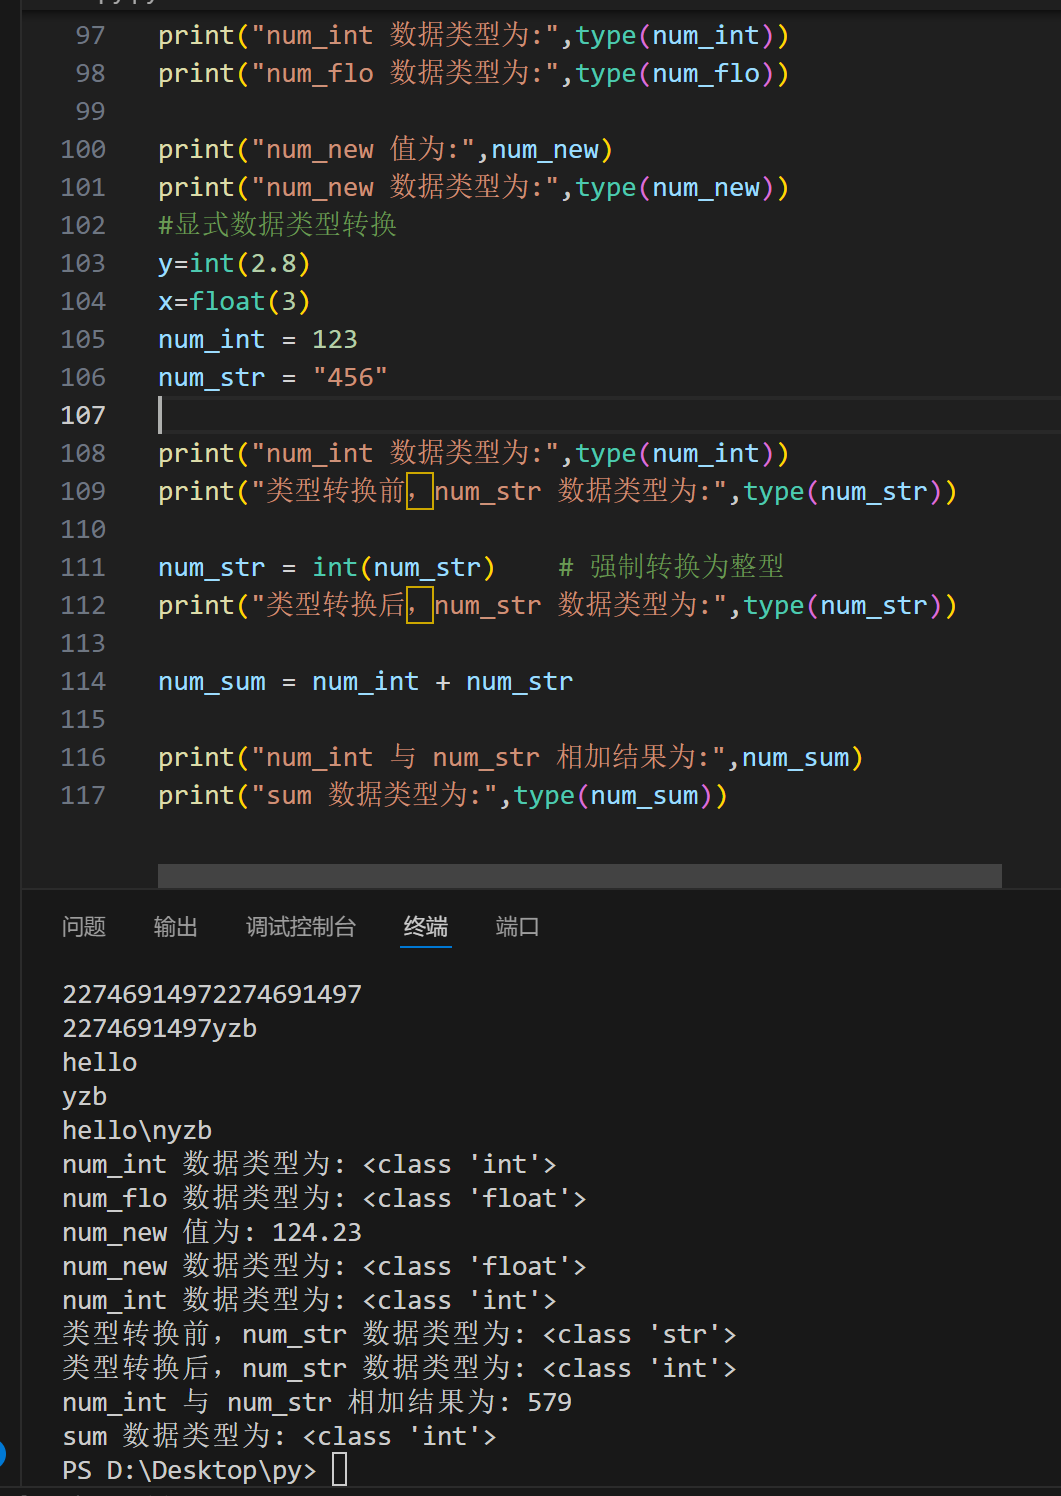 97 print("num_int 数据类型为:",type(num_int))
98 print("num_flo 数据类型为:",type(num_flo))
99
100 print("num_new 值为:",num_new)
101 print("num_new 数据类型为:",type(num_new))
102 #显式数据类型转换
103 y=int(2.8)
104 x=float(3)
105 num_int = 123
106 num_str = "456"
107
108 print("num_int 数据类型为:",type(num_int))
109 print("类型转换前，num_str 数据类型为:",type(num_str))
110
111 num_str = int(num_str)    # 强制转换为整型
112 print("类型转换后，num_str 数据类型为:",type(num_str))
113
114 num_sum = num_int + num_str
115
116 print("num_int 与 num_str 相加结果为:",num_sum)
117 print("sum 数据类型为:",type(num_sum))
问题 输出 调试控制台 终端 端口
22746914972274691497
2274691497yzb
hello
yzb
hello\nyzb
num_int 数据类型为: <class 'int'>
num_flo 数据类型为: <class 'float'>
num_new 值为: 124.23
num_new 数据类型为: <class 'float'>
num_int 数据类型为: <class 'int'>
类型转换前，num_str 数据类型为: <class 'str'>
类型转换后，num_str 数据类型为: <class 'int'>
num_int 与 num_str 相加结果为: 579
sum 数据类型为: <class 'int'>
PS D:\Desktop\py>